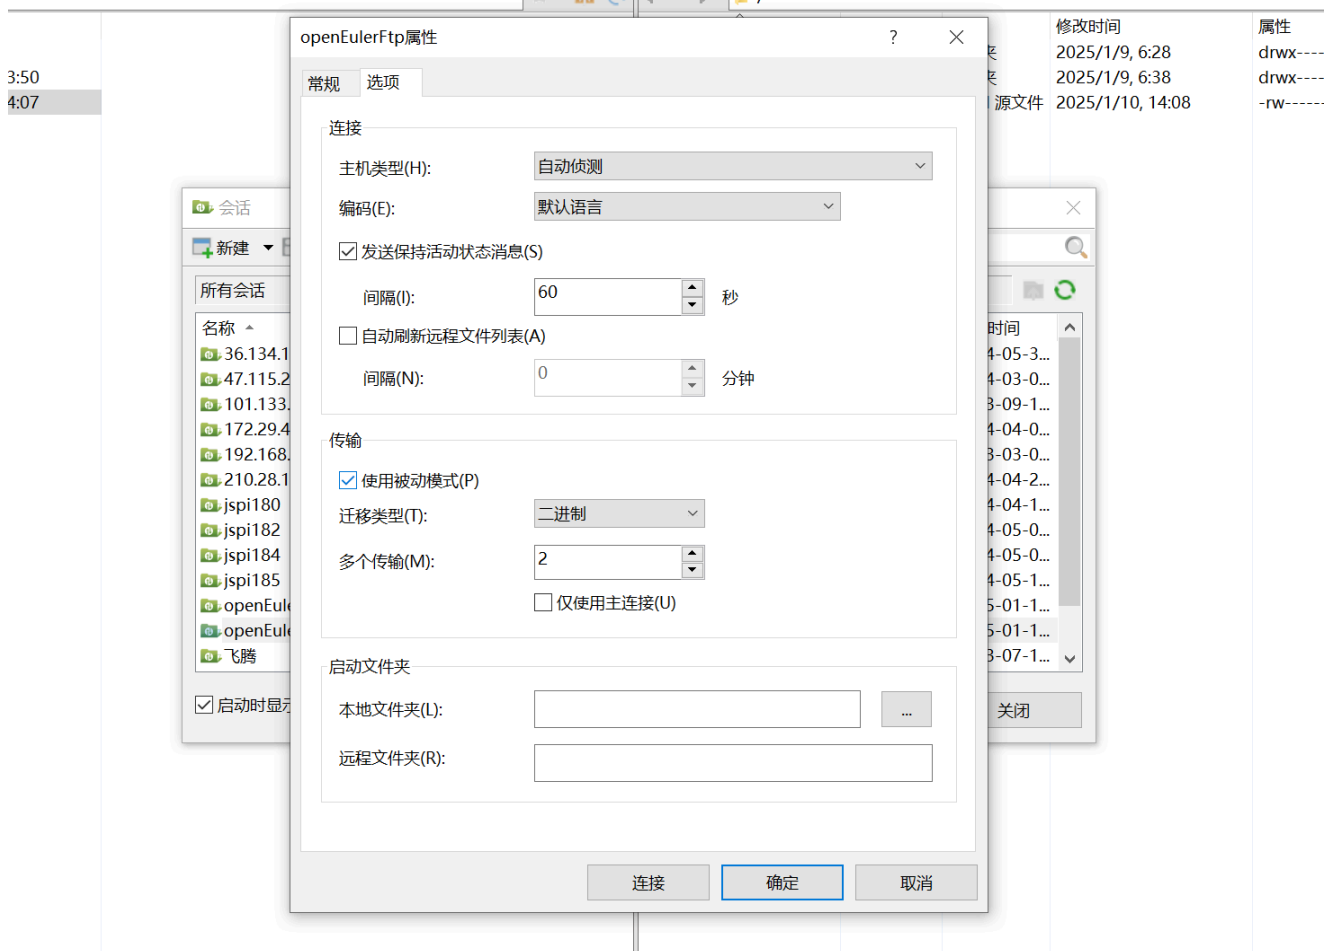 openEulerFtp属性
?
常规
选项
连接
主机类型(H):
自动侦测
编码(E):
默认语言
发送保持活动状态消息(S)
间隔(I):
60
秒
自动刷新远程文件列表(A)
间隔(N):
0
分钟
传输
使用被动模式(P)
迁移类型(T):
二进制
多个传输(M):
2
仅使用主连接(U)
启动文件夹
本地文件夹(L):
...
远程文件夹(R):
连接
确定
取消
会话
新建
所有会话
名称
时间
36.134.1
4-05-3...
47.115.2
4-03-0...
101.133.
3-09-1...
172.29.4
4-04-0...
192.168.
3-03-0...
210.28.1
4-04-2...
jspi180
4-04-1...
jspi182
4-05-0...
jspi184
4-05-0...
jspi185
4-05-1...
openEule
5-01-1...
openEule
5-01-1...
飞腾
3-07-1...
启动时显示
关闭
3:50
4:07
修改时间
属性
夹
2025/1/9, 6:28
drwx----
夹
2025/1/9, 6:38
drwx----
源文件
2025/1/10, 14:08
-rw------